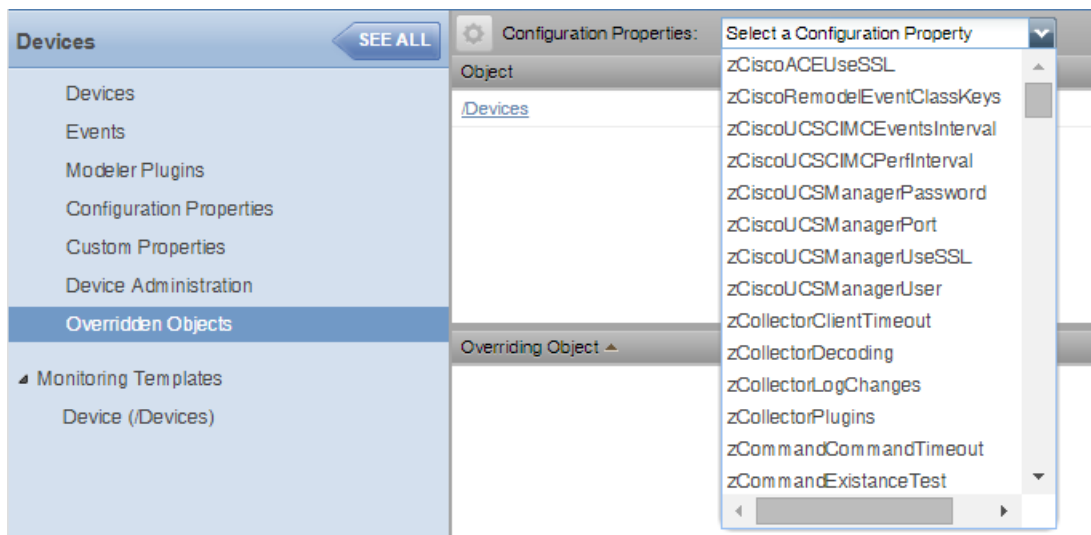 Devices
SEE ALL
Devices
Events
Modeler Plugins
Configuration Properties
Custom Properties
Device Administration
Overridden Objects
Monitoring Templates
Device (/Devices)
Configuration Properties:
Select a Configuration Property
Object
/Devices
Overriding Object
zCiscoACEUseSSL
zCiscoRemodelEventClassKeys
zCiscoUCSCIMCEventsInterval
zCiscoUCSCIMCPerfInterval
zCiscoUCSManagerPassword
zCiscoUCSManagerPort
zCiscoUCSManagerUseSSL
zCiscoUCSManagerUser
zCollectorClientTimeout
zCollectorDecoding
zCollectorLogChanges
zCollectorPlugins
zCommandCommandTimeout
zCommandExistanceTest